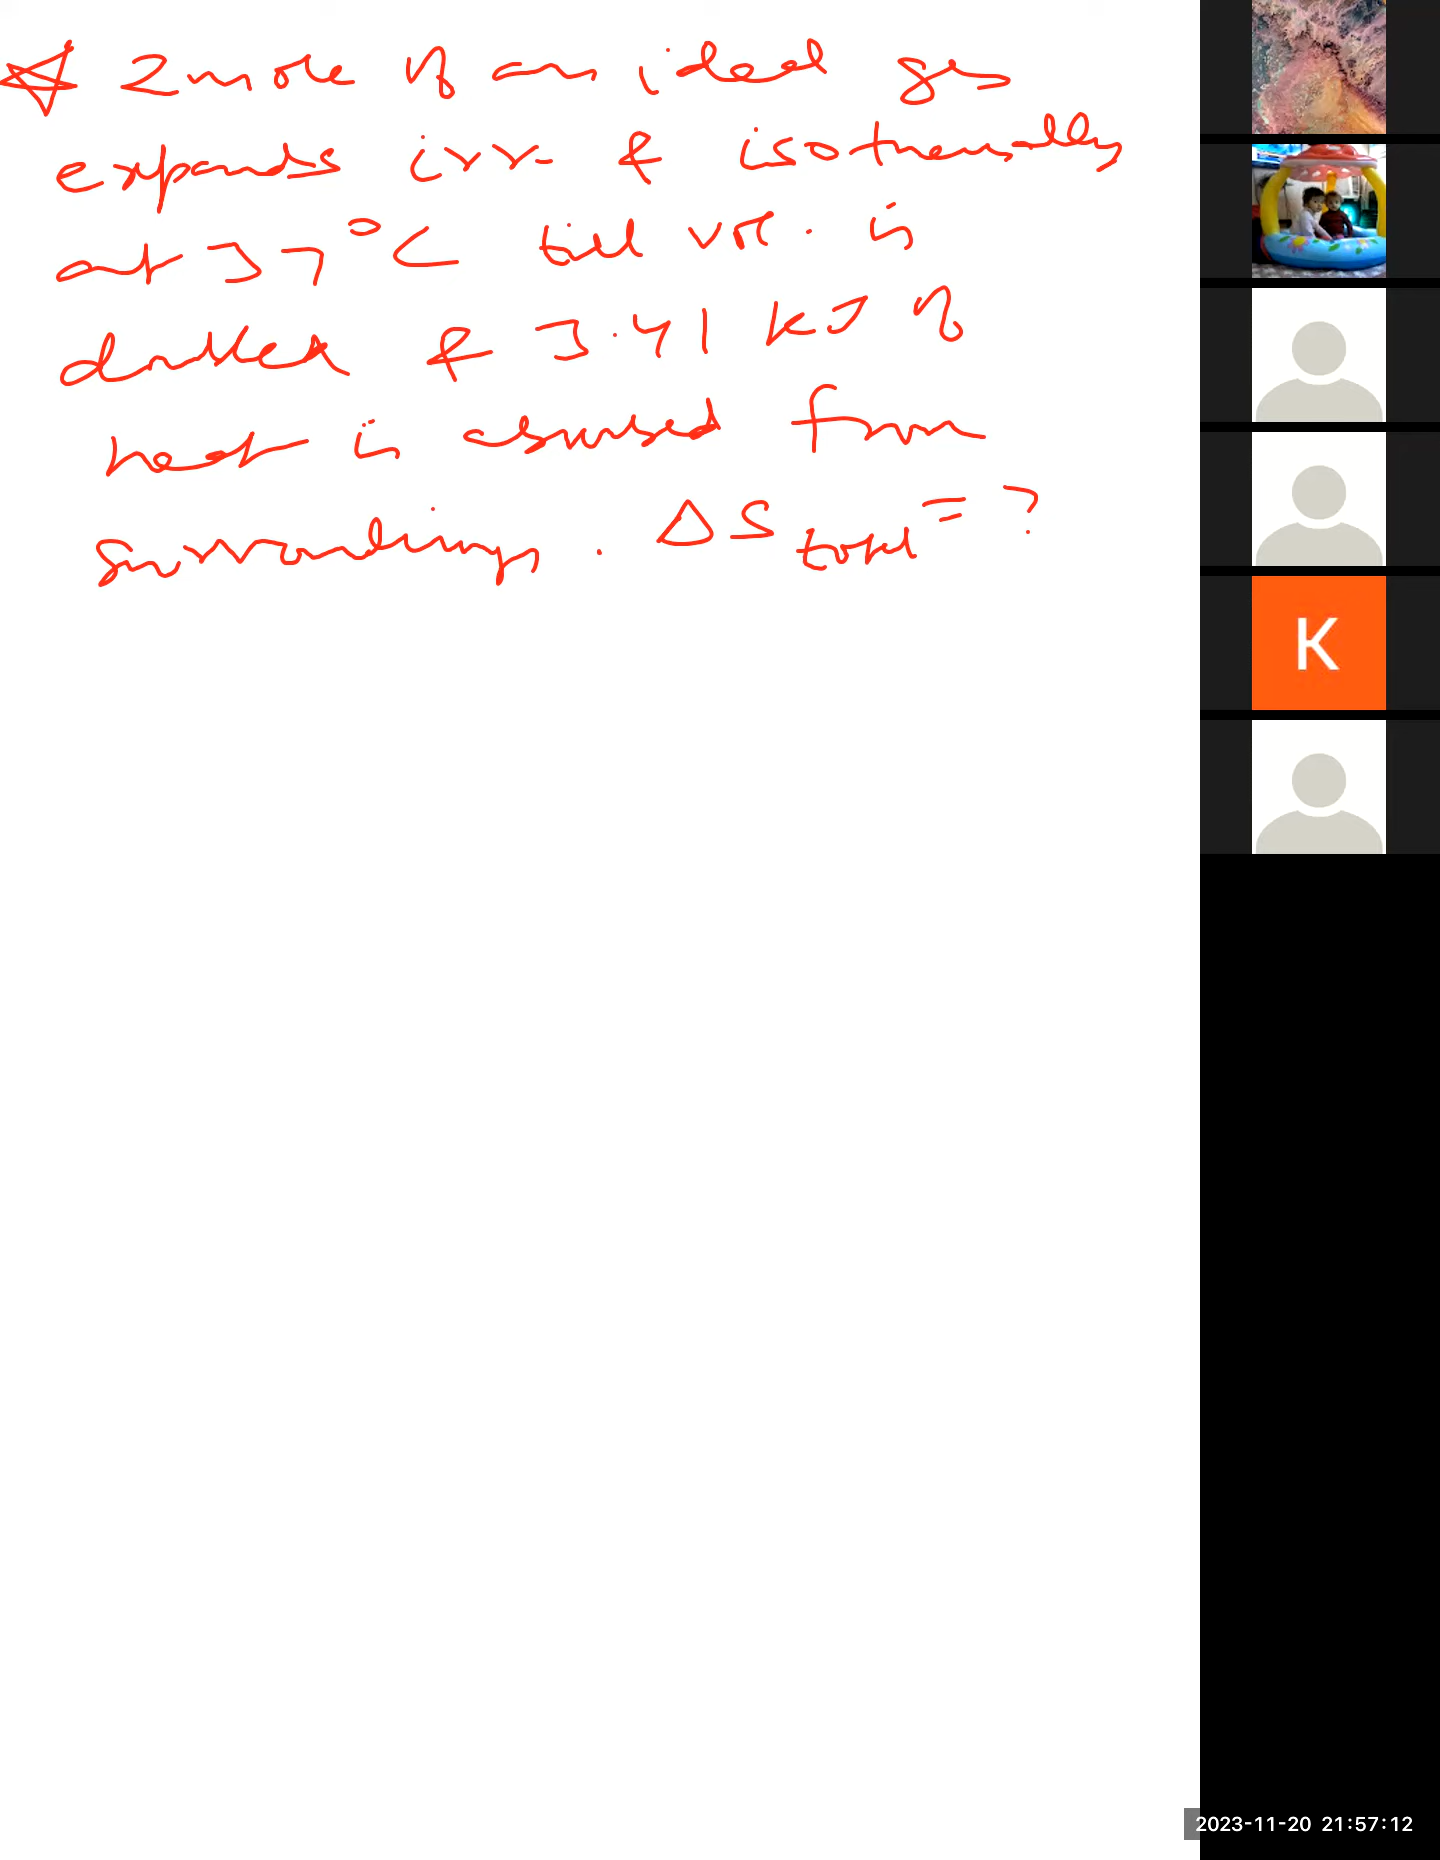 2 mole of an ideal gas
expands irr. & isothermally
at 37°C till vol. is
doubled & 3.41 kJ of
heat is absorbed from
surroundings. ΔS total = ?
K
2023-11-20 21:57:12